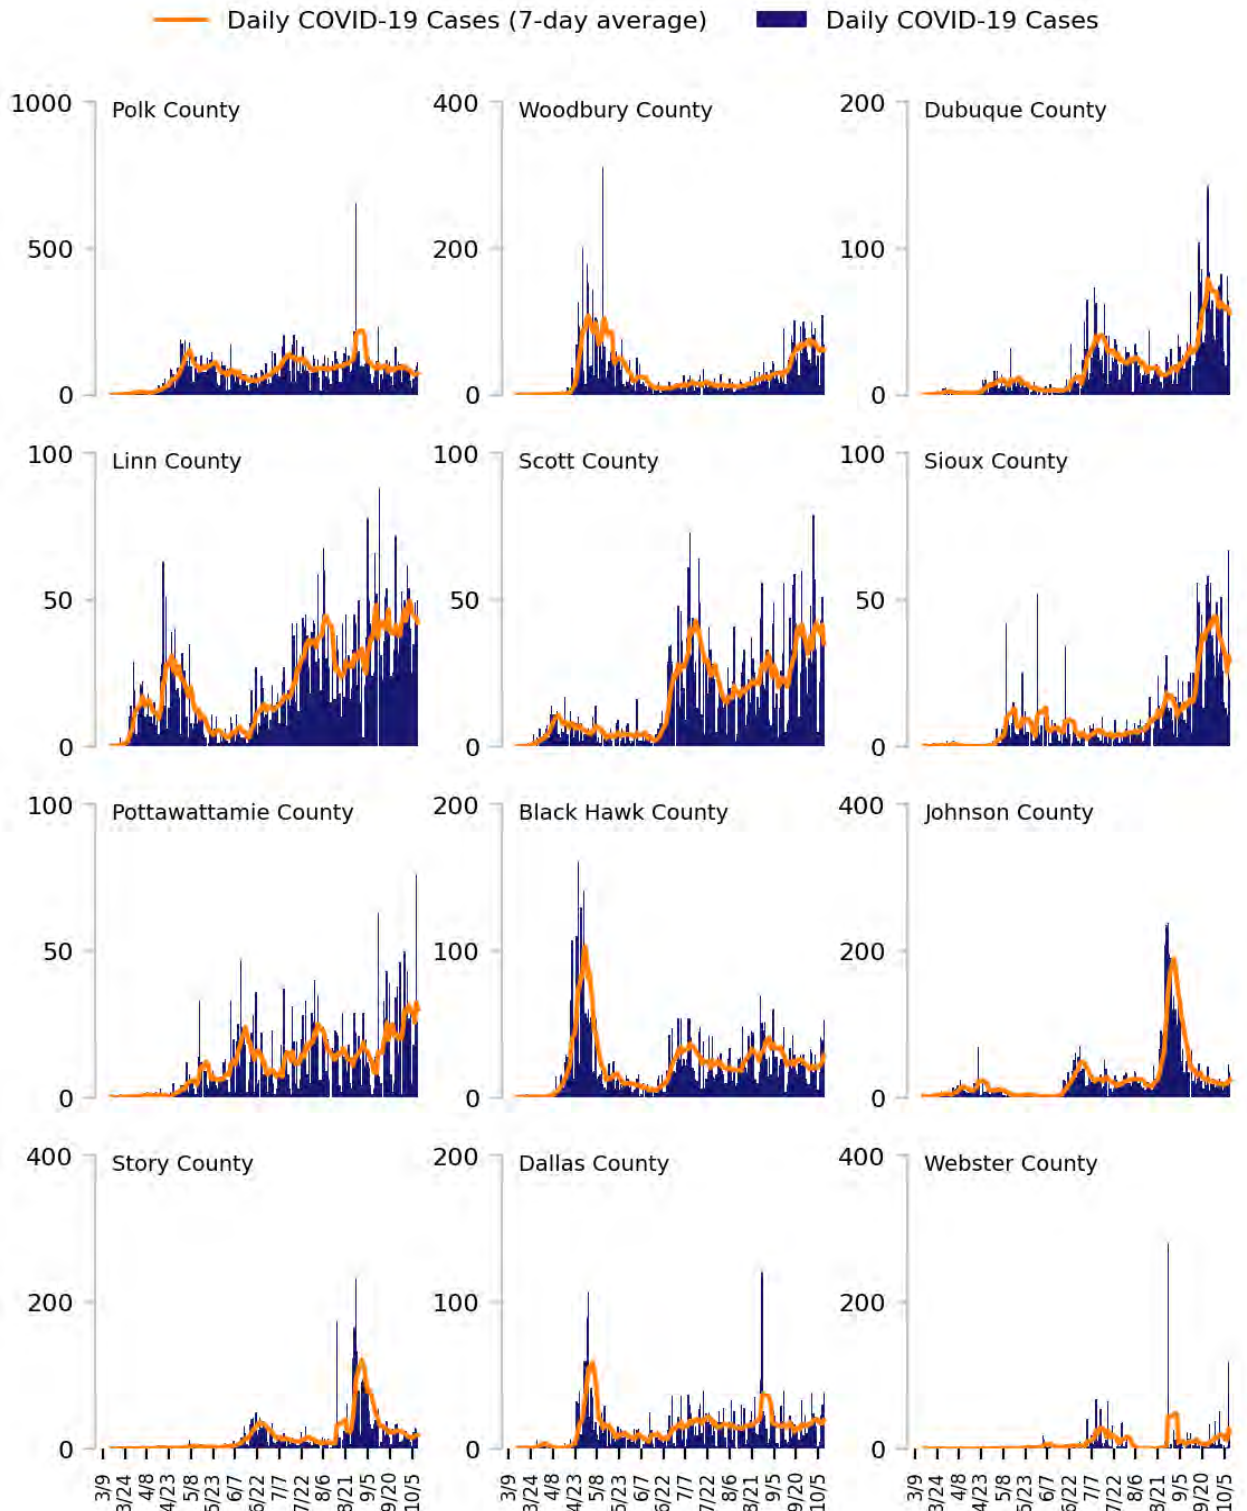 Daily COVID-19 Cases (7-day average) Daily COVID-19 Cases
1000 Polk County 400 Woodbury County 200 Dubuque County
500 200 100
0 0 0
100 Linn County 100 Scott County 100 Sioux County
50 50 50
0 0 0
100 Pottawattamie County 200 Black Hawk County 400 Johnson County
50 100 200
0 0 0
400 Story County 200 Dallas County 400 Webster County
200 100 200
0 0 0
3/9 3/24 4/8 4/23 5/8 5/23 6/7 6/22 7/7 7/22 8/6 8/21 9/5 9/20 10/5 3/9 3/24 4/8 4/23 5/8 5/23 6/7 6/22 7/7 7/22 8/6 8/21 9/5 9/20 10/5 3/9 3/24 4/8 4/23 5/8 5/23 6/7 6/22 7/7 7/22 8/6 8/21 9/5 9/20 10/5